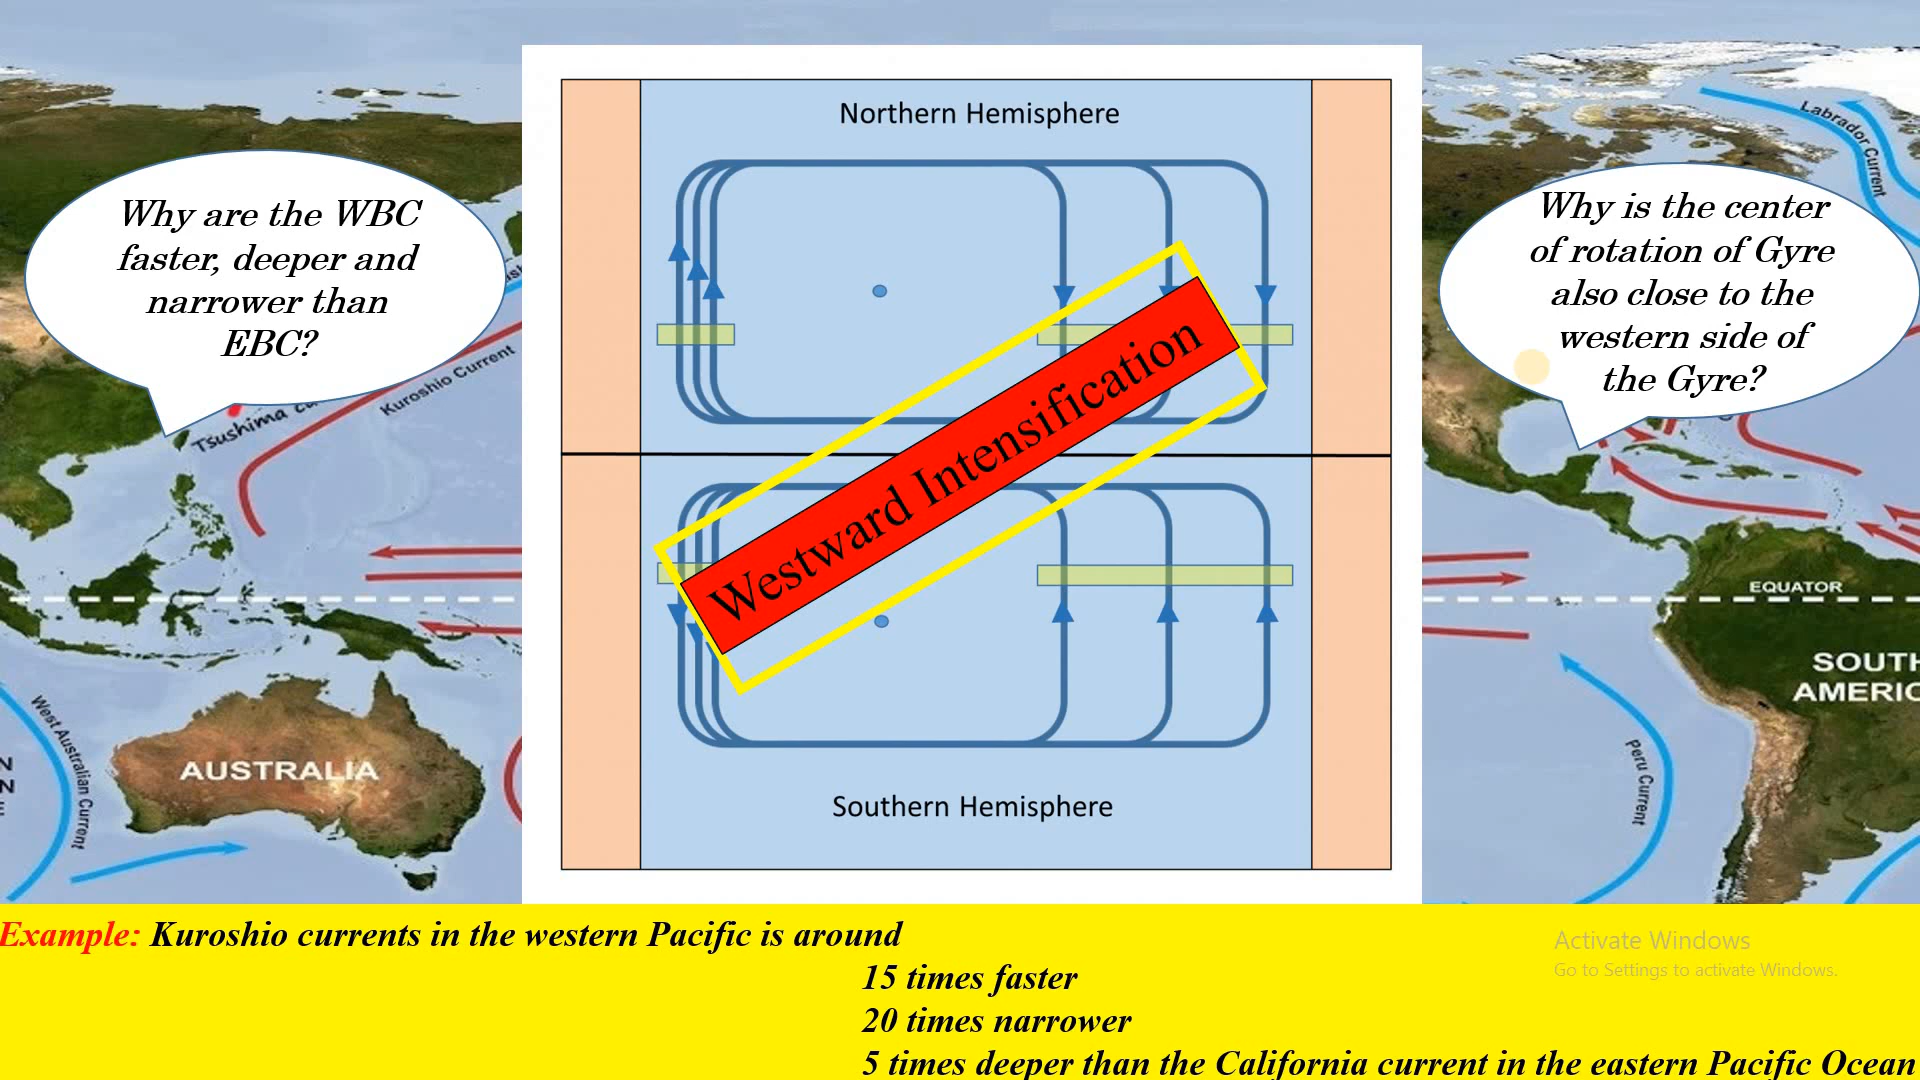 Northern Hemisphere
Labrador Current
Why are the WBC
faster, deeper and
narrower than
EBC?
Why is the center
of rotation of Gyre
also close to the
western side of
the Gyre?
Kuroshio Current
Tsushima
Westward Intensification
EQUATOR
SOUTH
AMERIC
West Australian Current
AUSTRALIA
Peru Current
Southern Hemisphere
Example: Kuroshio currents in the western Pacific is around
15 times faster
20 times narrower
5 times deeper than the California current in the eastern Pacific Ocean
Activate Windows
Go to Settings to activate Windows.